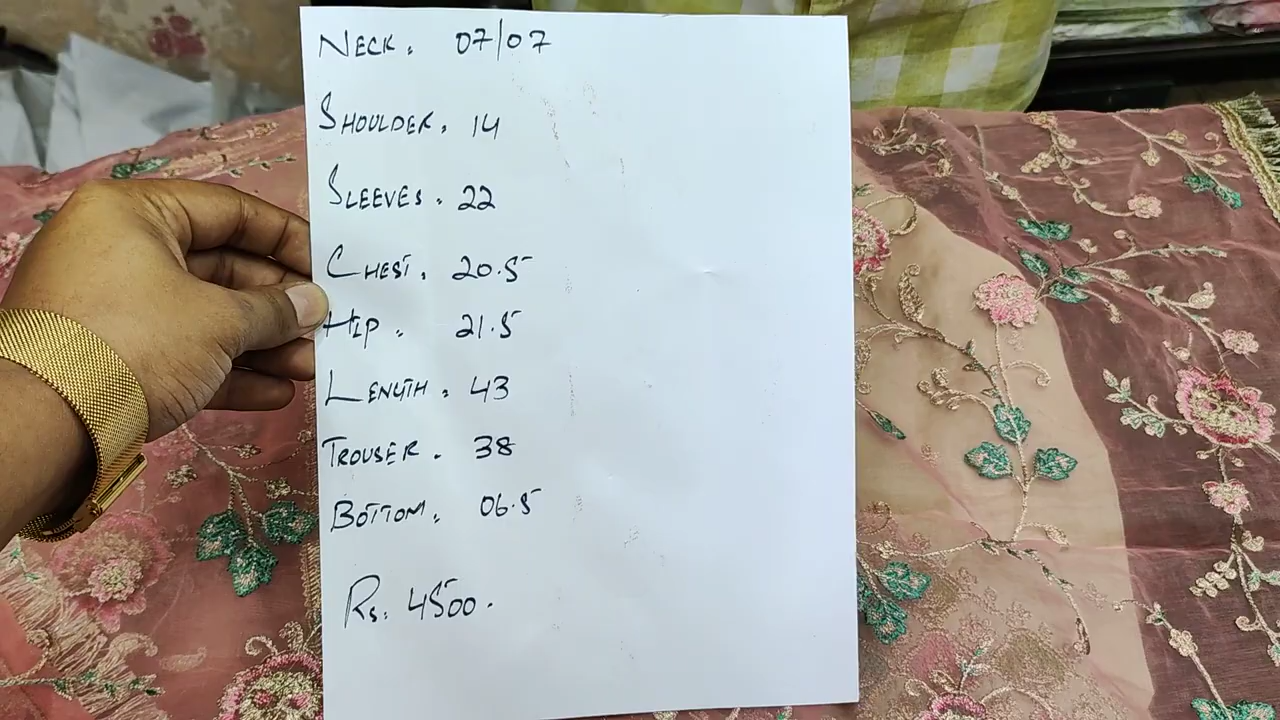 NECK. 07/07
SHOULDER. 14
SLEEVES. 22
CHEST. 20.5
HIP. 21.5
LENGTH. 43
TROUSER. 38
BOTTOM. 06.5
Rs. 4500.